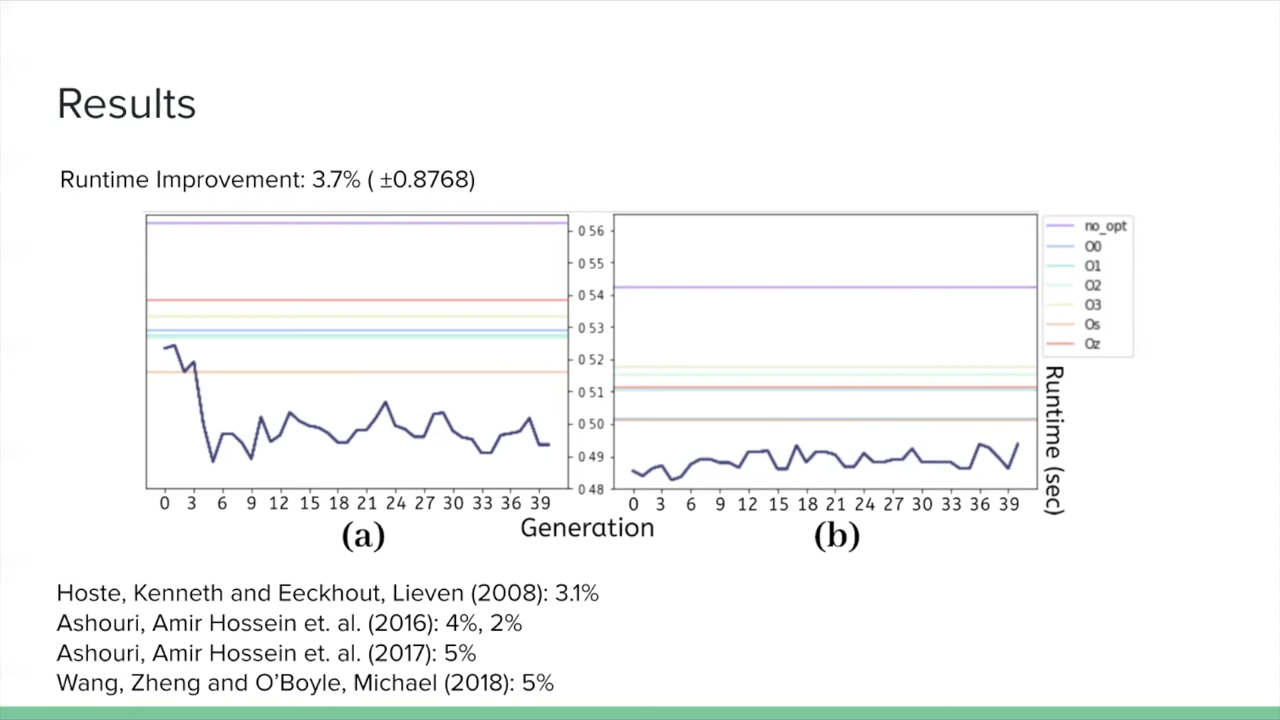 Results
Runtime Improvement: 3.7% ( ±0.8768)
0 56
0 55
0 54
0 53
0 52
0 51
0 50
0 49
0 48
no_opt
O0
O1
O2
O3
Os
Oz
Runtime (sec)
0 3 6 9 12 15 18 21 24 27 30 33 36 39
0 3 6 9 12 15 18 21 24 27 30 33 36 39
Generation
(a)
(b)
Hoste, Kenneth and Eeckhout, Lieven (2008): 3.1%
Ashouri, Amir Hossein et. al. (2016): 4%, 2%
Ashouri, Amir Hossein et. al. (2017): 5%
Wang, Zheng and O’Boyle, Michael (2018): 5%